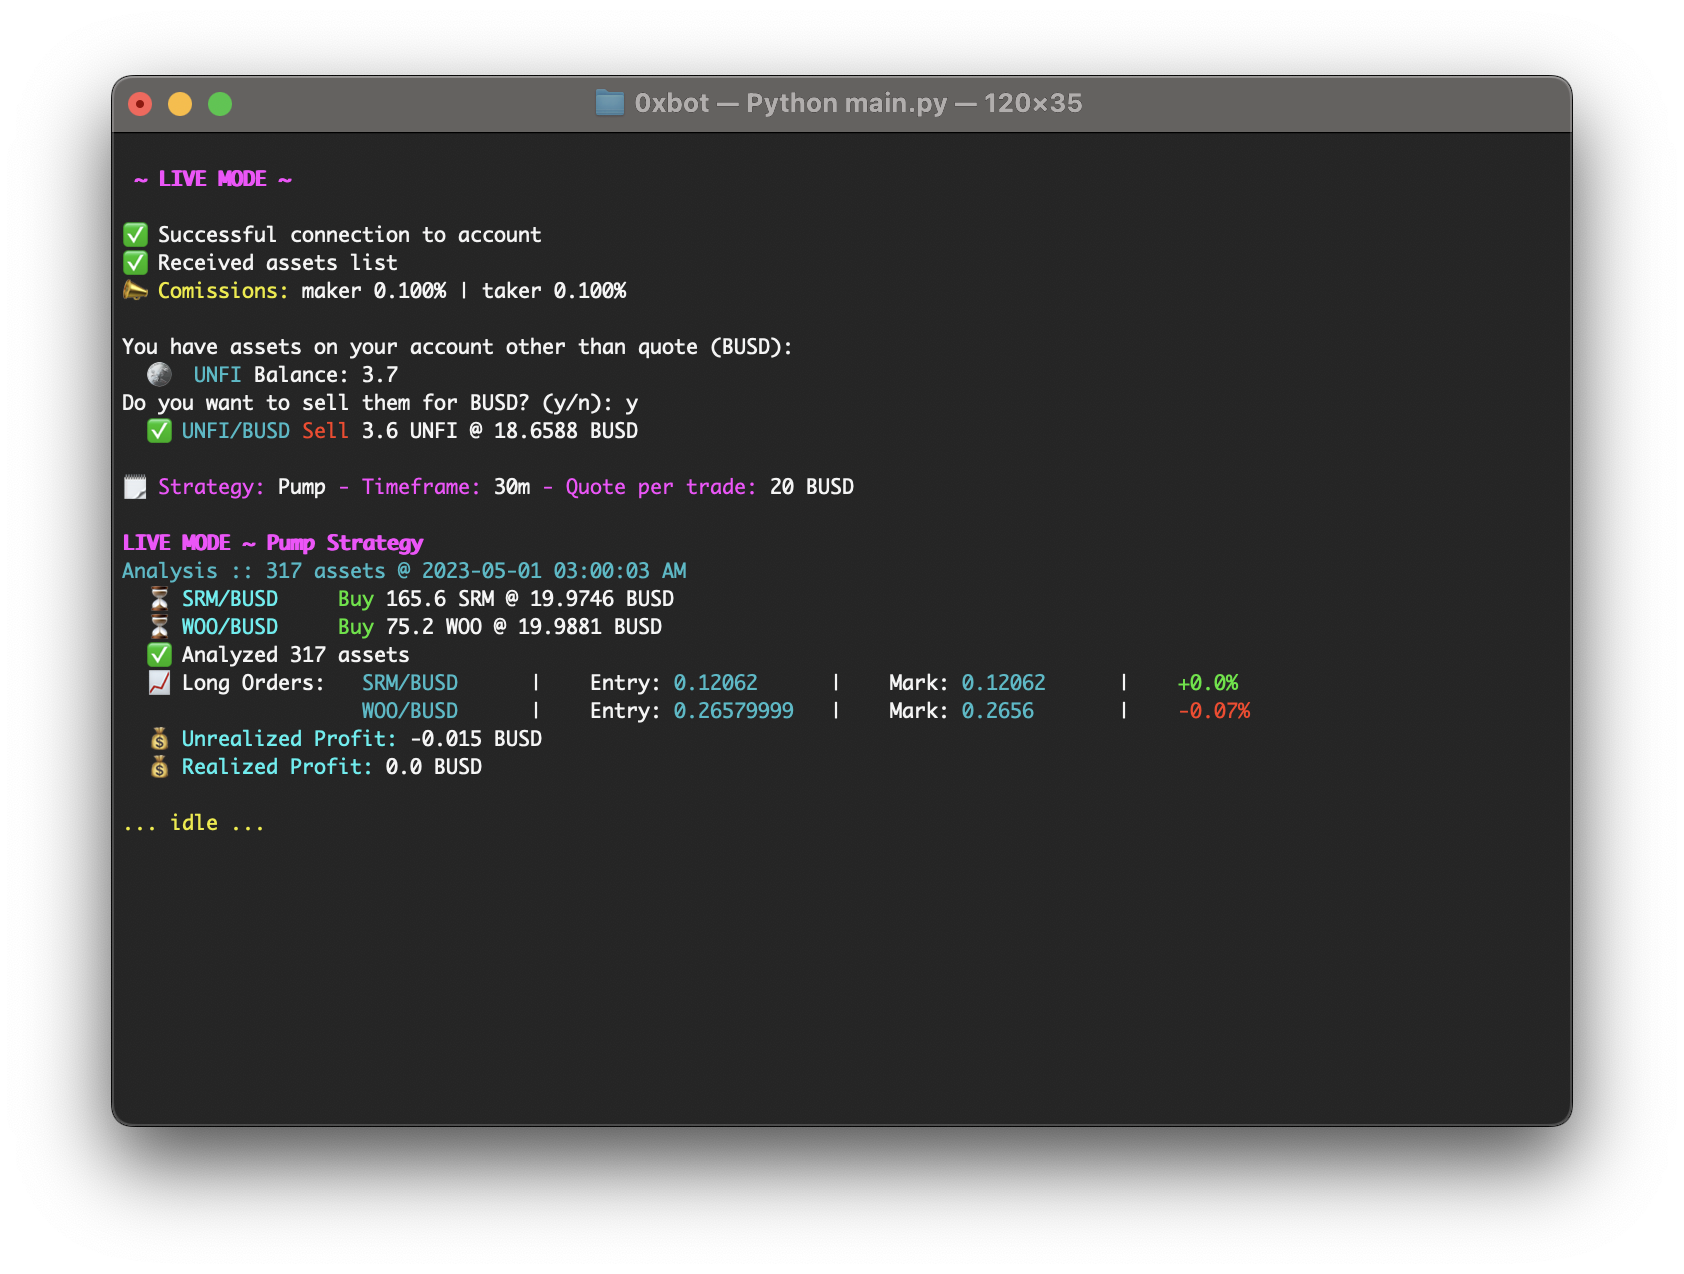 0xbot — Python main.py — 120×35
~ LIVE MODE ~
✅ Successful connection to account
✅ Received assets list
📣 Comissions: maker 0.100% | taker 0.100%
You have assets on your account other than quote (BUSD):
🌕 UNFI Balance: 3.7
Do you want to sell them for BUSD? (y/n): y
✅ UNFI/BUSD Sell 3.6 UNFI @ 18.6588 BUSD
🗒 Strategy: Pump - Timeframe: 30m - Quote per trade: 20 BUSD
LIVE MODE ~ Pump Strategy
Analysis :: 317 assets @ 2023-05-01 03:00:03 AM
⏳ SRM/BUSD Buy 165.6 SRM @ 19.9746 BUSD
⏳ WOO/BUSD Buy 75.2 WOO @ 19.9881 BUSD
✅ Analyzed 317 assets
📈 Long Orders: SRM/BUSD | Entry: 0.12062 | Mark: 0.12062 | +0.0%
WOO/BUSD | Entry: 0.26579999 | Mark: 0.2656 | -0.07%
💰 Unrealized Profit: -0.015 BUSD
💰 Realized Profit: 0.0 BUSD
... idle ...